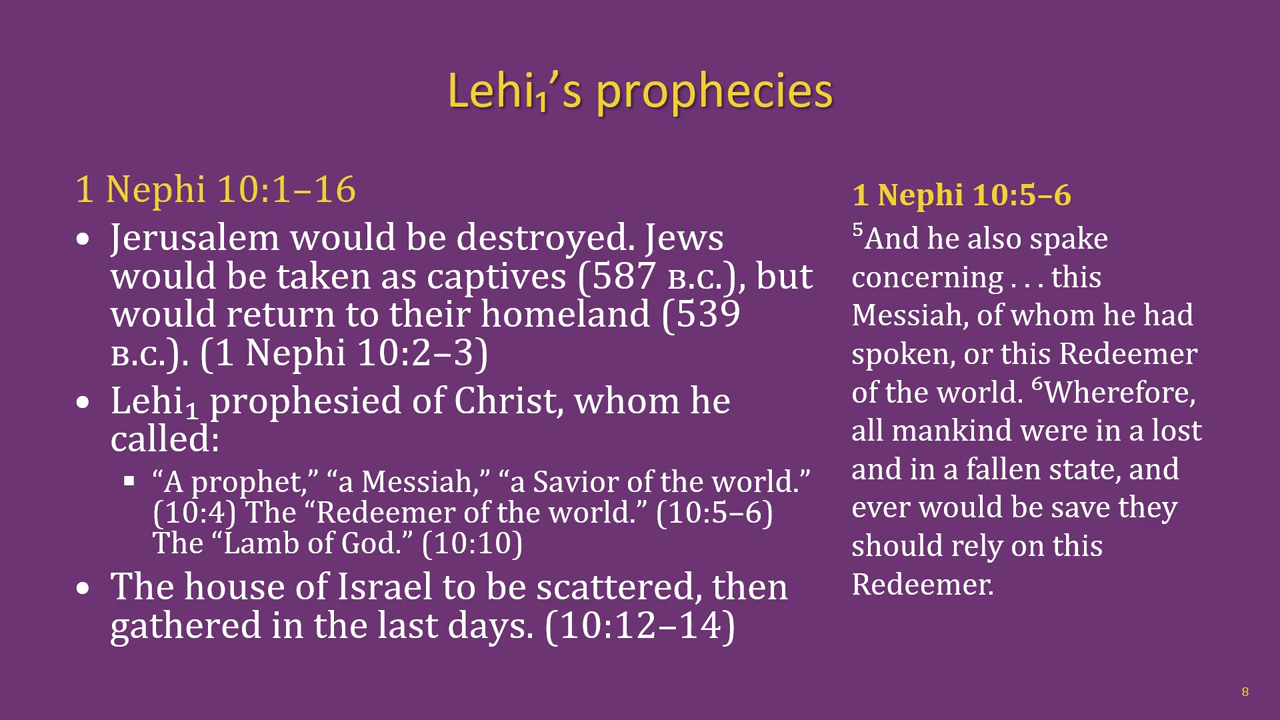 Lehi₁’s prophecies
1 Nephi 10:1–16
• Jerusalem would be destroyed. Jews
would be taken as captives (587 ʙ.ᴄ.), but
would return to their homeland (539
ʙ.ᴄ.). (1 Nephi 10:2–3)
• Lehi₁ prophesied of Christ, whom he
called:
▪ “A prophet,” “a Messiah,” “a Savior of the world.”
(10:4) The “Redeemer of the world.” (10:5–6)
The “Lamb of God.” (10:10)
• The house of Israel to be scattered, then
gathered in the last days. (10:12–14)
1 Nephi 10:5–6
⁵And he also spake
concerning . . . this
Messiah, of whom he had
spoken, or this Redeemer
of the world. ⁶Wherefore,
all mankind were in a lost
and in a fallen state, and
ever would be save they
should rely on this
Redeemer.
8